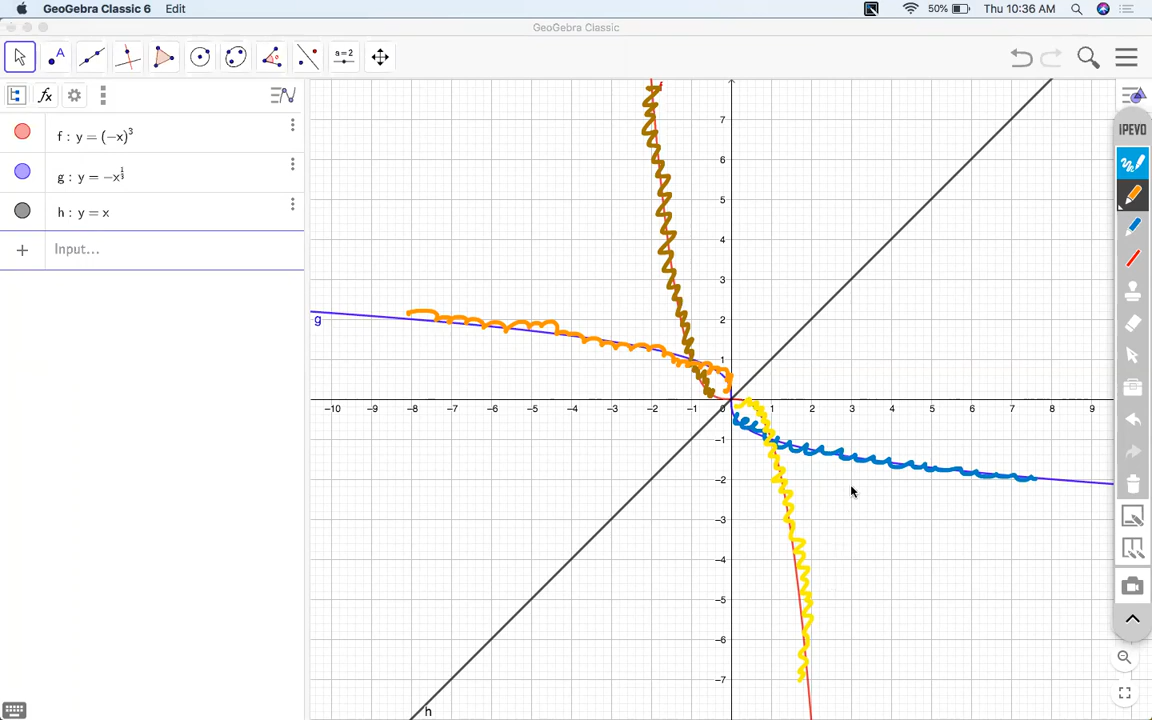 GeoGebra Classic 6 Edit 50% Thu 10:36 AM
GeoGebra Classic
A a=2
fx
f : y = (−x)³
g : y = −x^(1/3)
h : y = x
+ Input...
IPEVO
f
g
h
7
6
5
4
3
2
1
−10 −9 −8 −7 −6 −5 −4 −3 −2 −1 0 1 2 3 4 5 6 7 8 9
−1
−2
−3
−4
−5
−6
−7